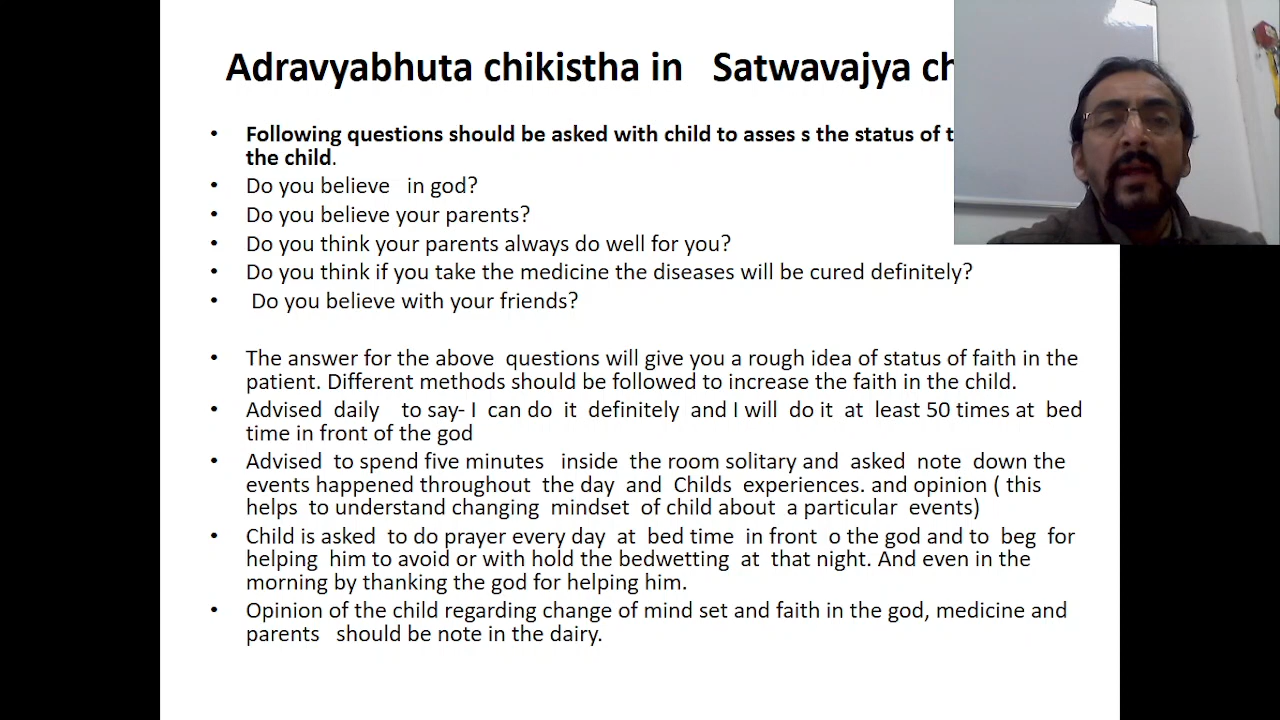 Adravyabhuta chikistha in Satwavajya
• Following questions should be asked with child to asses s the status of
the child.
• Do you believe in god?
• Do you believe your parents?
• Do you think your parents always do well for you?
• Do you think if you take the medicine the diseases will be cured definitely?
• Do you believe with your friends?
• The answer for the above questions will give you a rough idea of status of faith in the
patient. Different methods should be followed to increase the faith in the child.
• Advised daily to say- I can do it definitely and I will do it at least 50 times at bed
time in front of the god
• Advised to spend five minutes inside the room solitary and asked note down the
events happened throughout the day and Childs experiences. and opinion ( this
helps to understand changing mindset of child about a particular events)
• Child is asked to do prayer every day at bed time in front o the god and to beg for
helping him to avoid or with hold the bedwetting at that night. And even in the
morning by thanking the god for helping him.
• Opinion of the child regarding change of mind set and faith in the god, medicine and
parents should be note in the dairy.